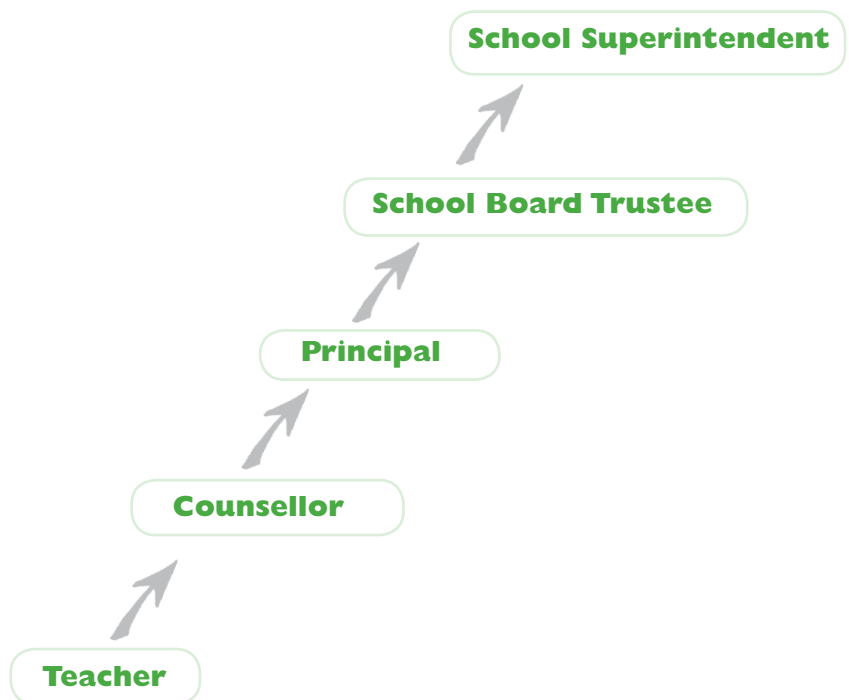 School Superintendent
School Board Trustee
Principal
Counsellor
Teacher